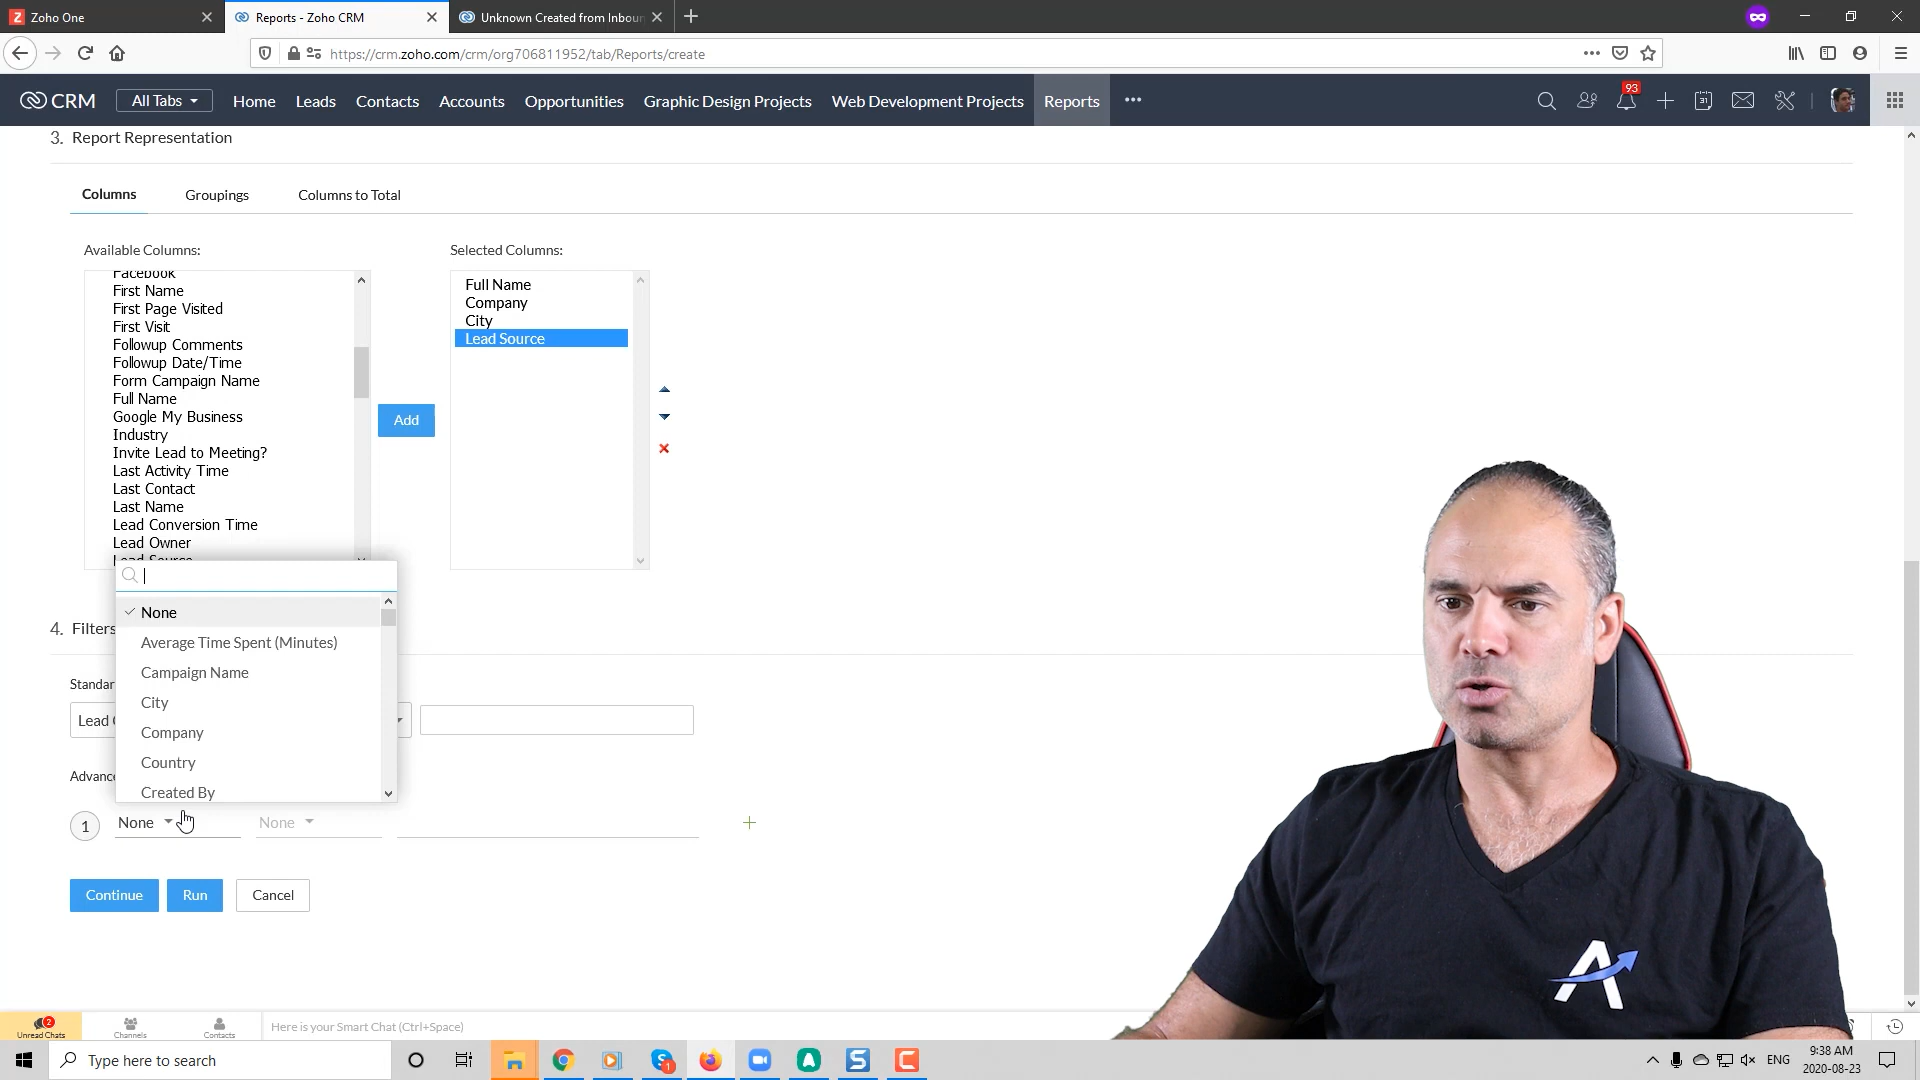 Zoho One
Reports - Zoho CRM
Unknown Created from Inboun
https://crm.zoho.com/crm/org706811952/tab/Reports/create
CRM
All Tabs
Home
Leads
Contacts
Accounts
Opportunities
Graphic Design Projects
Web Development Projects
Reports
93
31
3. Report Representation
Columns
Groupings
Columns to Total
Available Columns:
Facebook
First Name
First Page Visited
First Visit
Followup Comments
Followup Date/Time
Form Campaign Name
Full Name
Google My Business
Industry
Invite Lead to Meeting?
Last Activity Time
Last Contact
Last Name
Lead Conversion Time
Lead Owner
Lead Source
Add
Selected Columns:
Full Name
Company
City
Lead Source
None
Average Time Spent (Minutes)
Campaign Name
City
Company
Country
Created By
4. Filters
Standar
Lead
Advance
1
None
None
Continue
Run
Cancel
2
Unread Chats
Channels
Contacts
Here is your Smart Chat (Ctrl+Space)
Type here to search
1
ENG
9:38 AM
2020-08-23